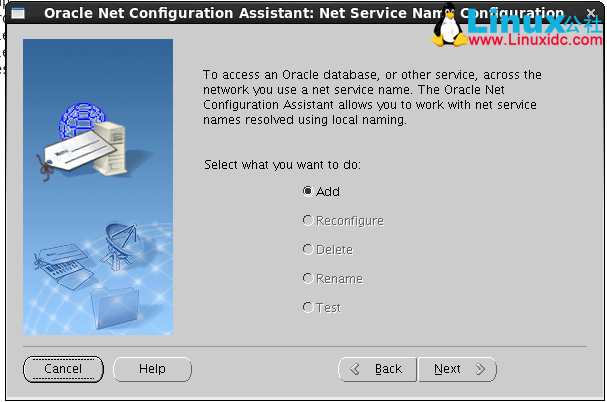 Oracle Net Configuration Assistant: Net Service Name Configuration
Linux公社
www.Linuxidc.com
To access an Oracle database, or other service, across the
network you use a net service name. The Oracle Net
Configuration Assistant allows you to work with net service
names resolved using local naming.
Select what you want to do:
Add
Reconfigure
Delete
Rename
Test
Cancel
Help
Back
Next